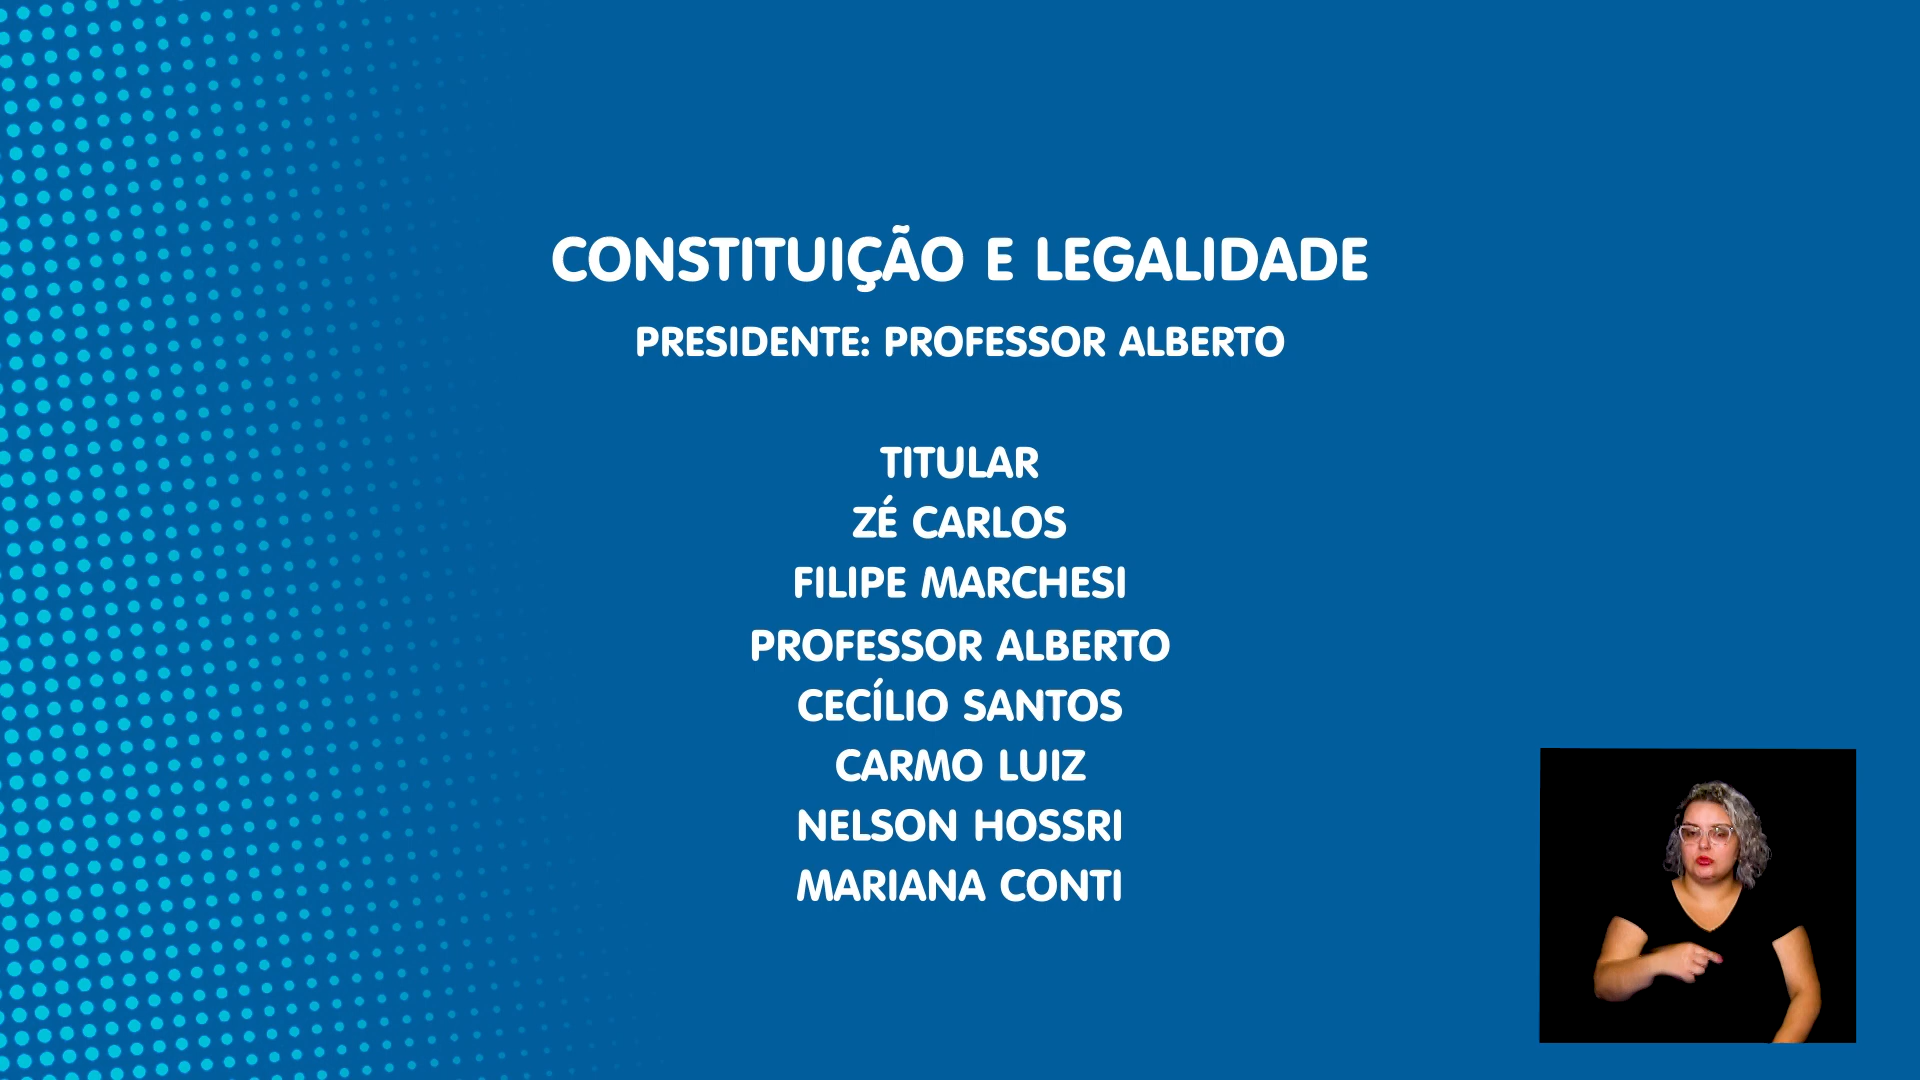 CONSTITUIÇÃO E LEGALIDADE
PRESIDENTE: PROFESSOR ALBERTO
TITULAR
ZÉ CARLOS
FILIPE MARCHESI
PROFESSOR ALBERTO
CECÍLIO SANTOS
CARMO LUIZ
NELSON HOSSRI
MARIANA CONTI